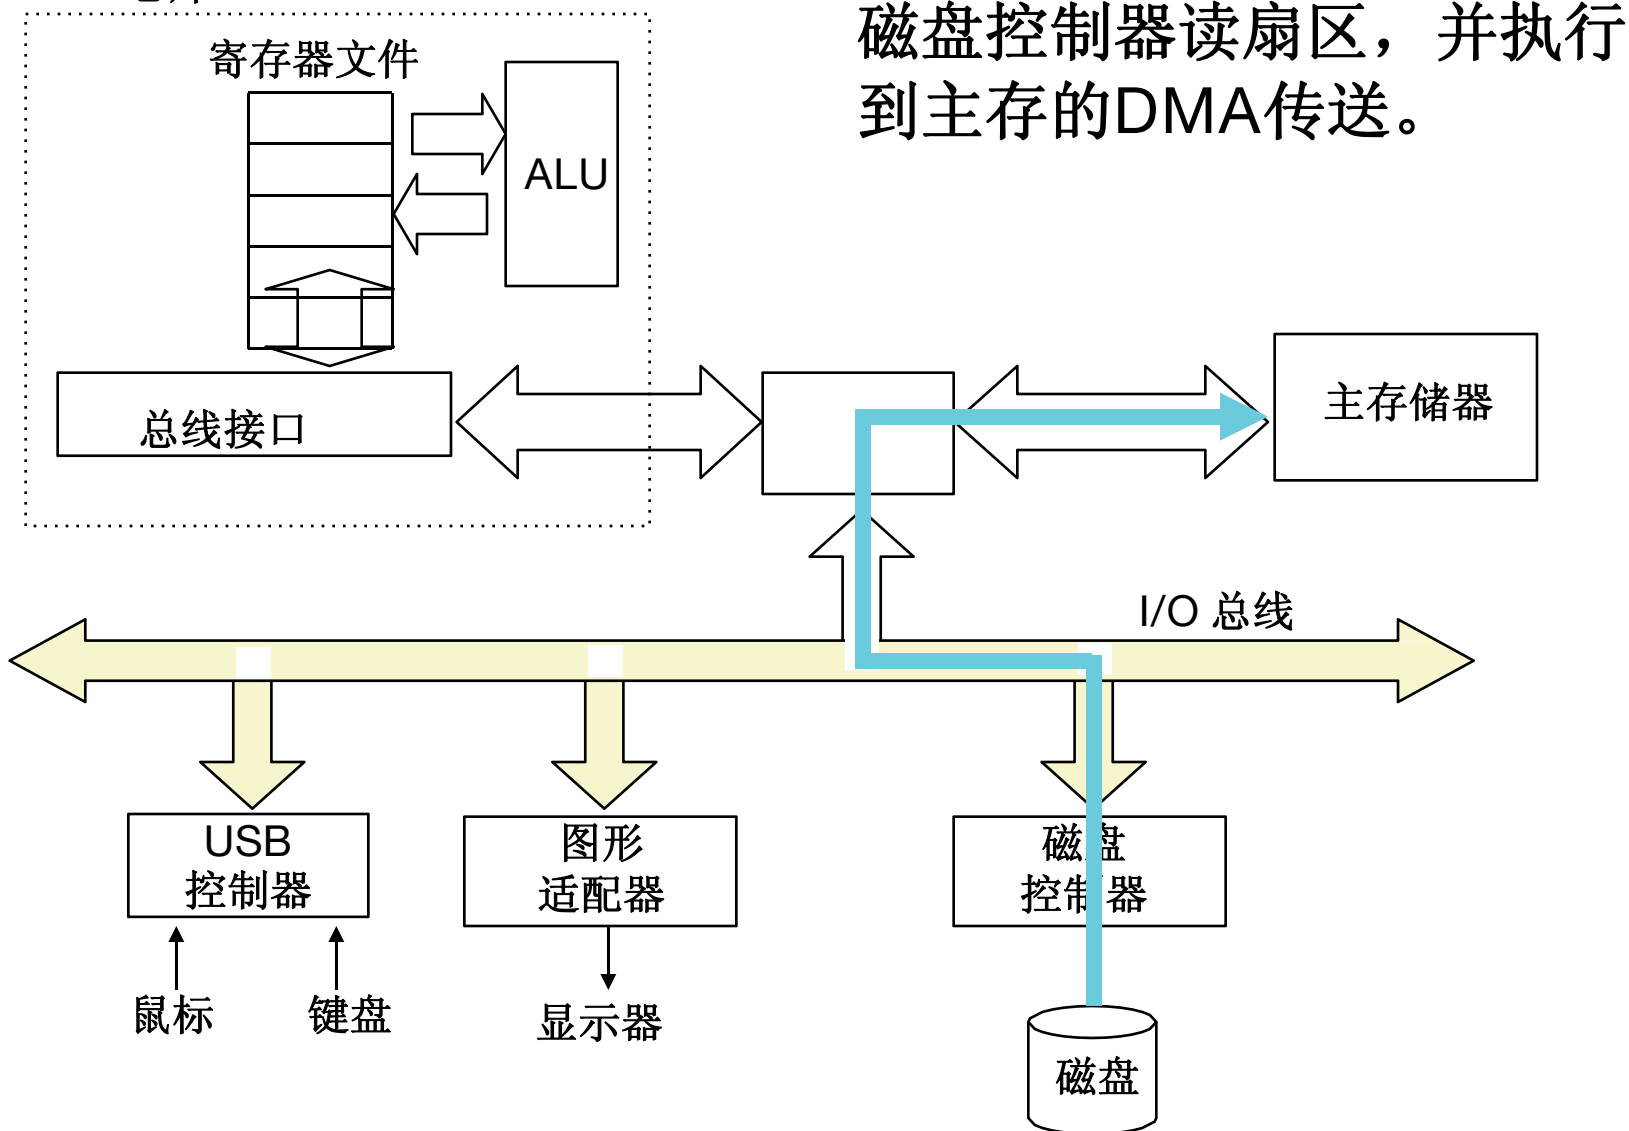 磁盘控制器读扇区，并执行
到主存的DMA传送。
寄存器文件
ALU
总线接口
主存储器
I/O 总线
USB
控制器
图形
适配器
磁盘
控制器
鼠标
键盘
显示器
磁盘